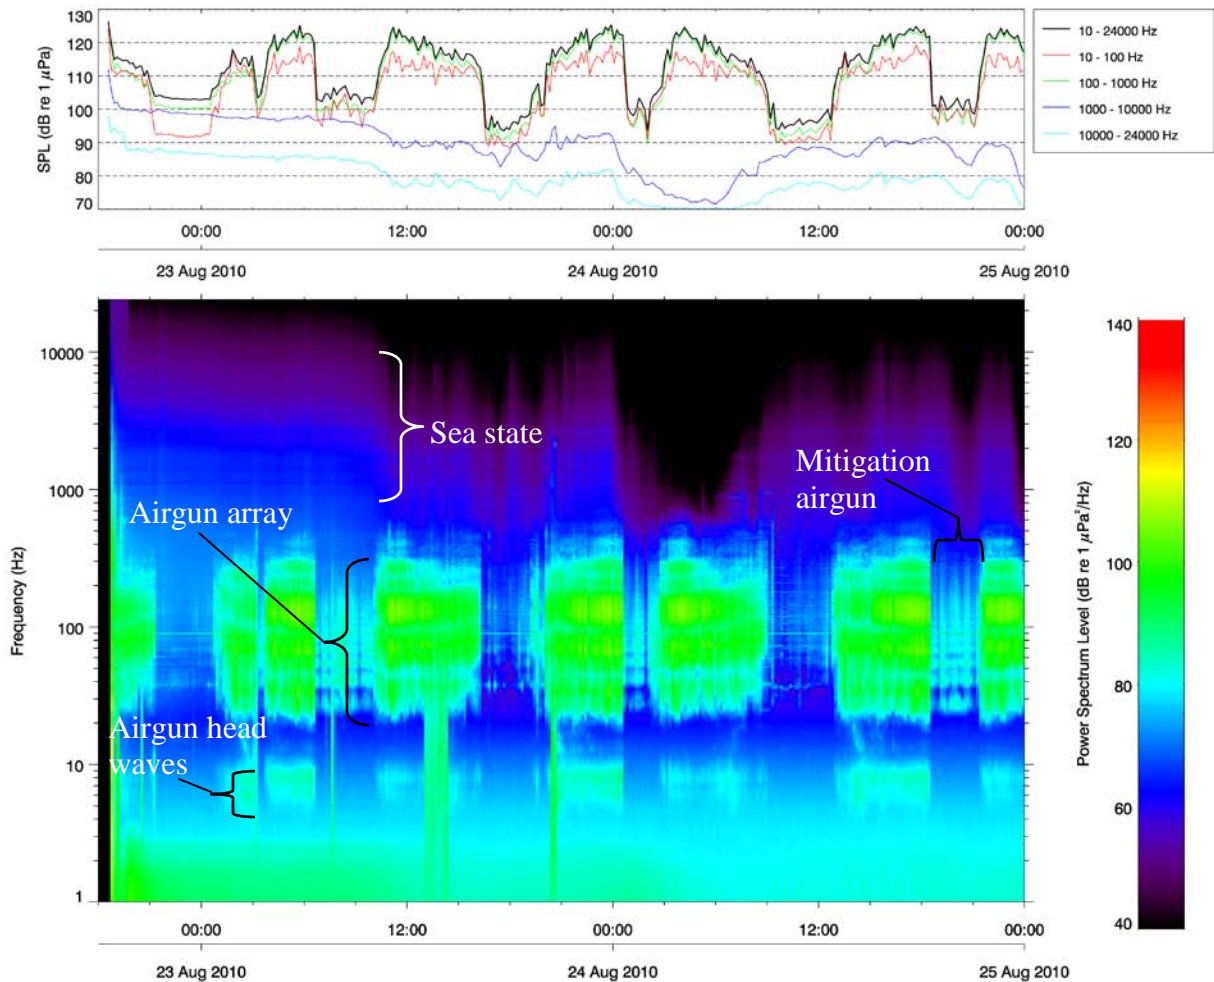 130
120
110
100
90
80
70
SPL (dB re 1 µPa)
10 - 24000 Hz
10 - 100 Hz
100 - 1000 Hz
1000 - 10000 Hz
10000 - 24000 Hz
00:00
12:00
00:00
12:00
00:00
23 Aug 2010
24 Aug 2010
25 Aug 2010
10000
1000
100
10
1
Frequency (Hz)
Sea state
Mitigation
airgun
Airgun array
Airgun head
waves
140
120
100
80
60
40
Power Spectrum Level (dB re 1 µPa²/Hz)
00:00
12:00
00:00
12:00
00:00
23 Aug 2010
24 Aug 2010
25 Aug 2010